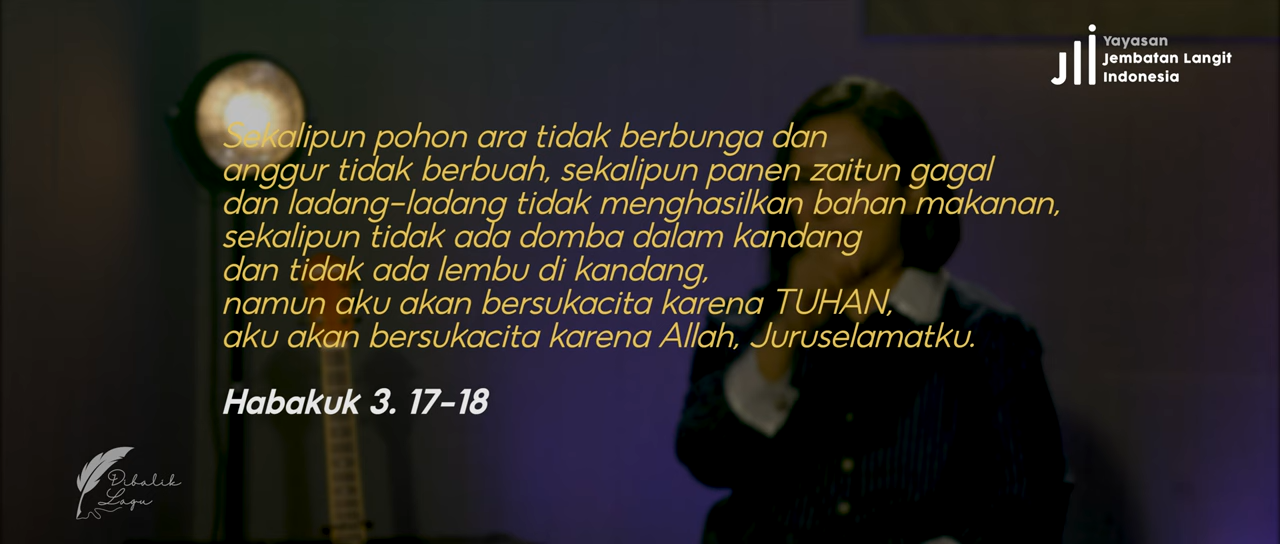 Yayasan
Jembatan Langit
Indonesia
Sekalipun pohon ara tidak berbunga dan
anggur tidak berbuah, sekalipun panen zaitun gagal
dan ladang-ladang tidak menghasilkan bahan makanan,
sekalipun tidak ada domba dalam kandang
dan tidak ada lembu di kandang,
namun aku akan bersukacita karena TUHAN,
aku akan bersukacita karena Allah, Juruselamatku.
Habakuk 3. 17-18
Dibalik
Lagu